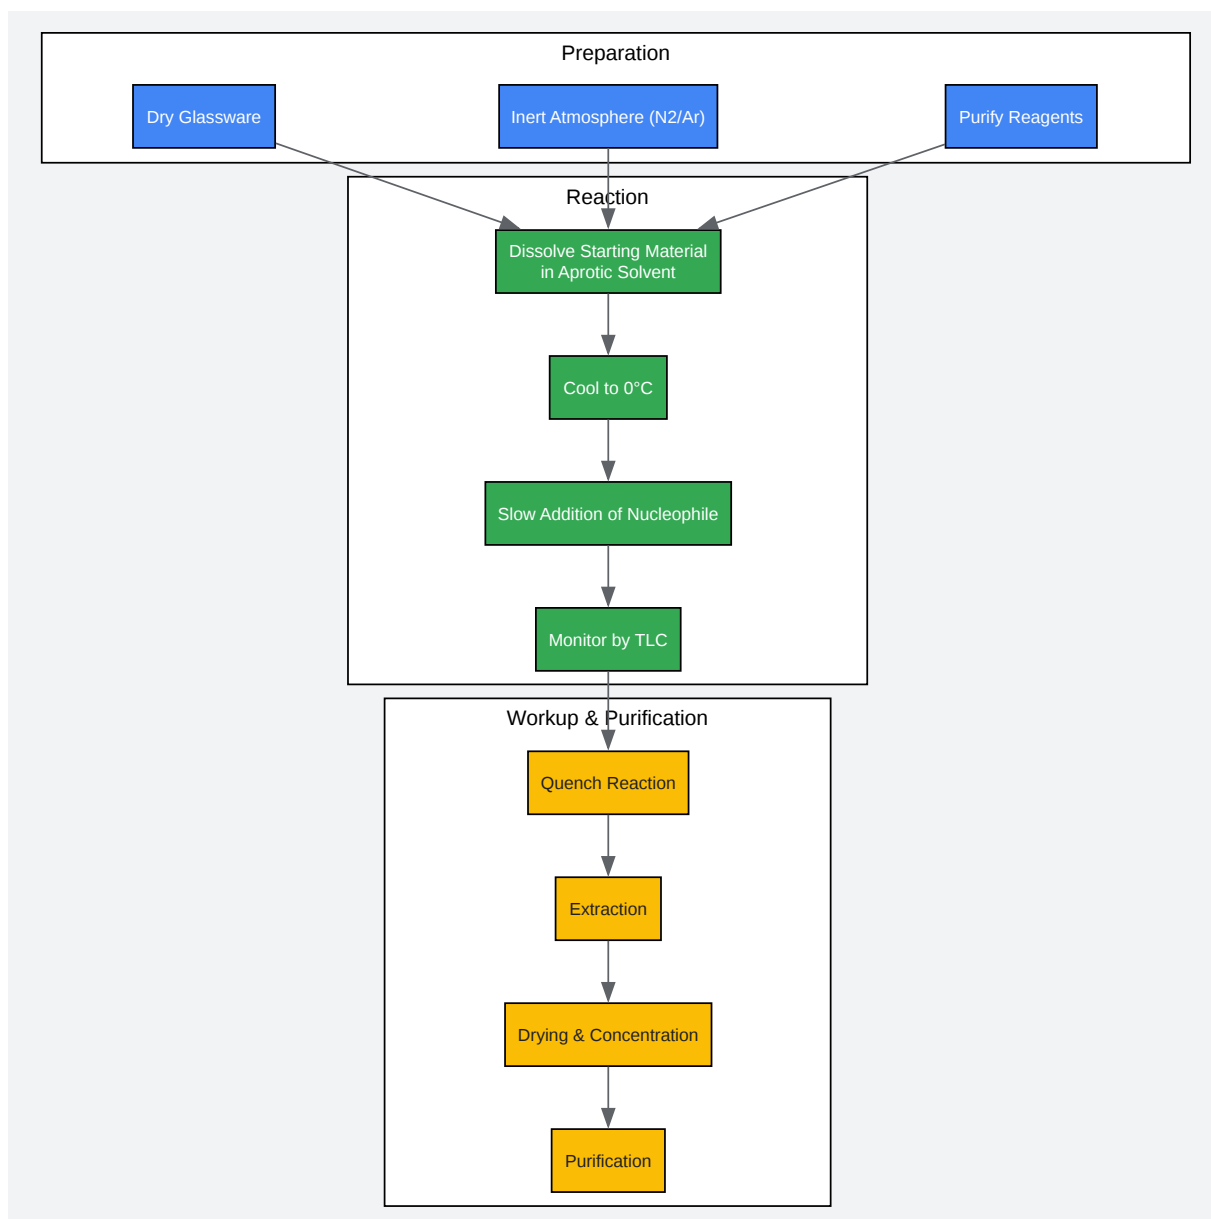 Preparation
Dry Glassware
Inert Atmosphere (N2/Ar)
Purify Reagents
Reaction
Dissolve Starting Material
in Aprotic Solvent
Cool to 0°C
Slow Addition of Nucleophile
Monitor by TLC
Workup & Purification
Quench Reaction
Extraction
Drying & Concentration
Purification